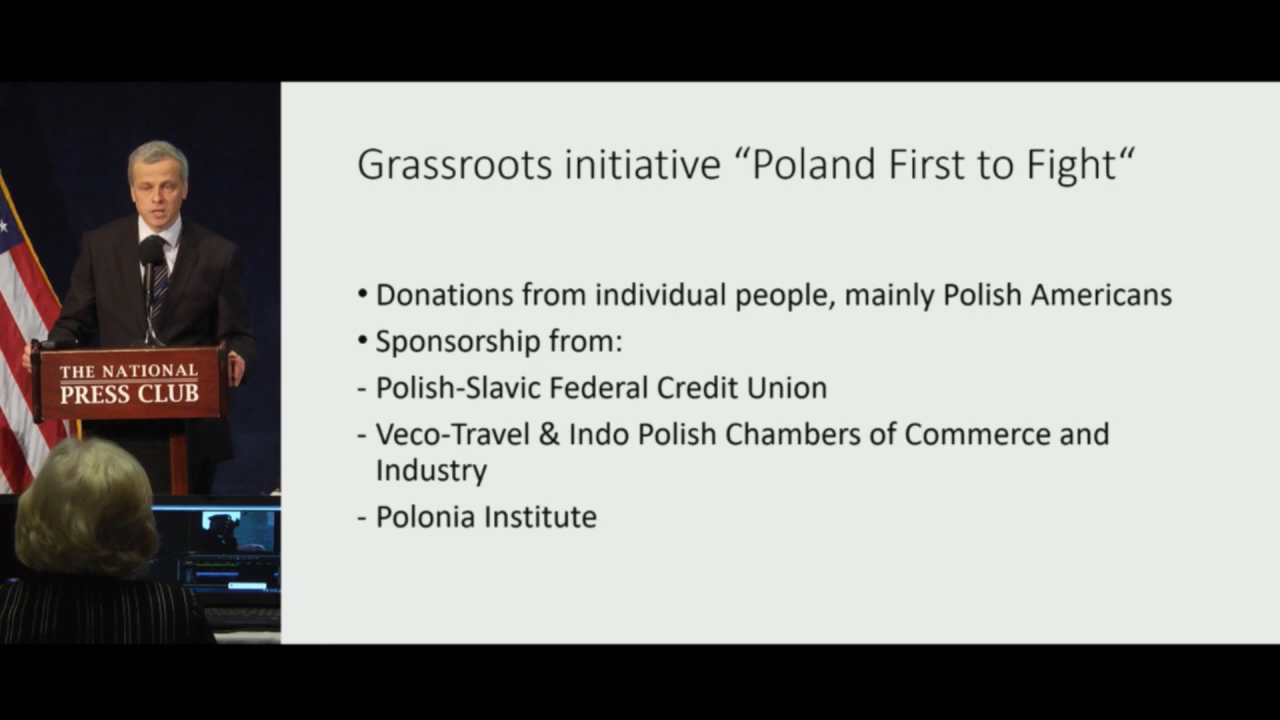 THE NATIONAL
PRESS CLUB
Grassroots initiative “Poland First to Fight“
• Donations from individual people, mainly Polish Americans
• Sponsorship from:
- Polish-Slavic Federal Credit Union
- Veco-Travel & Indo Polish Chambers of Commerce and
Industry
- Polonia Institute